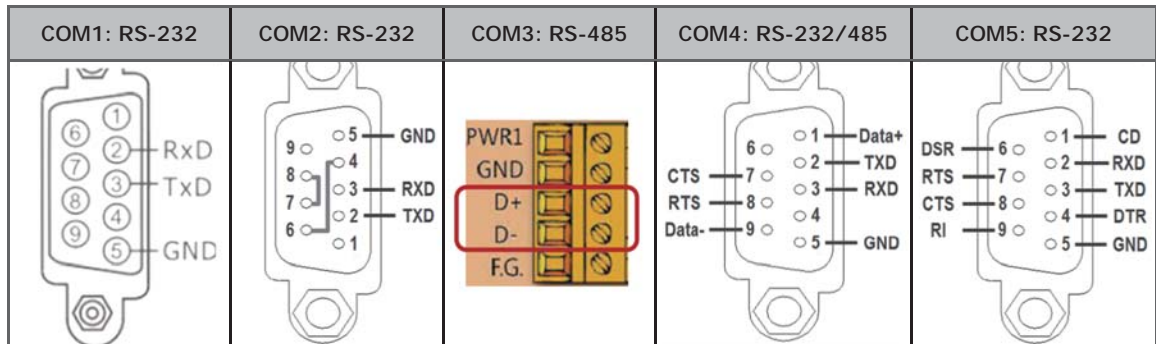 COM1: RS-232
COM2: RS-232
COM3: RS-485
COM4: RS-232/485
COM5: RS-232
1
6
2 RxD
7
3 TxD
8
4
9
5 GND
5 GND
9
4
8
3 RXD
7
2 TXD
6
1
PWR1
GND
D+
D-
F.G.
1 Data+
6
2 TXD
CTS 7
3 RXD
RTS 8
4
Data- 9
5 GND
1 CD
DSR 6
2 RXD
RTS 7
3 TXD
CTS 8
4 DTR
RI 9
5 GND